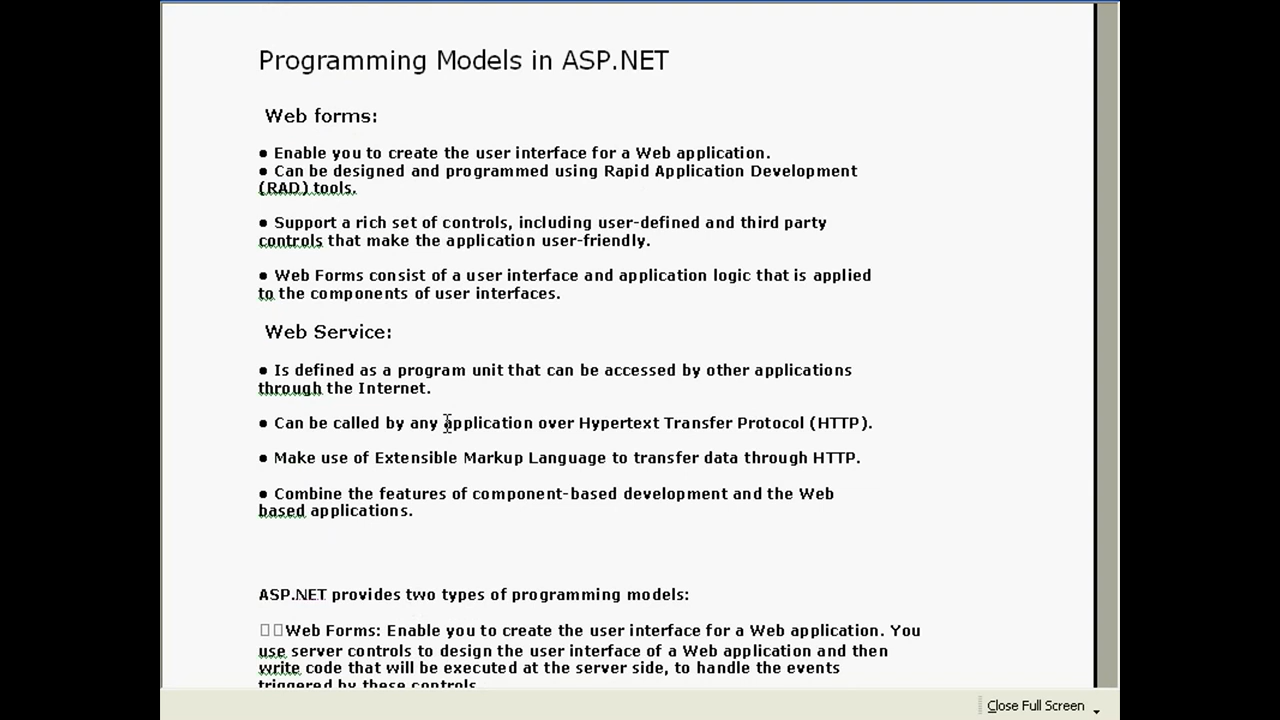 Programming Models in ASP.NET
Web forms:
● Enable you to create the user interface for a Web application.
● Can be designed and programmed using Rapid Application Development
(RAD) tools.
● Support a rich set of controls, including user-defined and third party
controls that make the application user-friendly.
● Web Forms consist of a user interface and application logic that is applied
to the components of user interfaces.
Web Service:
● Is defined as a program unit that can be accessed by other applications
through the Internet.
● Can be called by any application over Hypertext Transfer Protocol (HTTP).
● Make use of Extensible Markup Language to transfer data through HTTP.
● Combine the features of component-based development and the Web
based applications.
ASP.NET provides two types of programming models:
□□Web Forms: Enable you to create the user interface for a Web application. You
use server controls to design the user interface of a Web application and then
write code that will be executed at the server side, to handle the events
triggered by these controls.
Close Full Screen